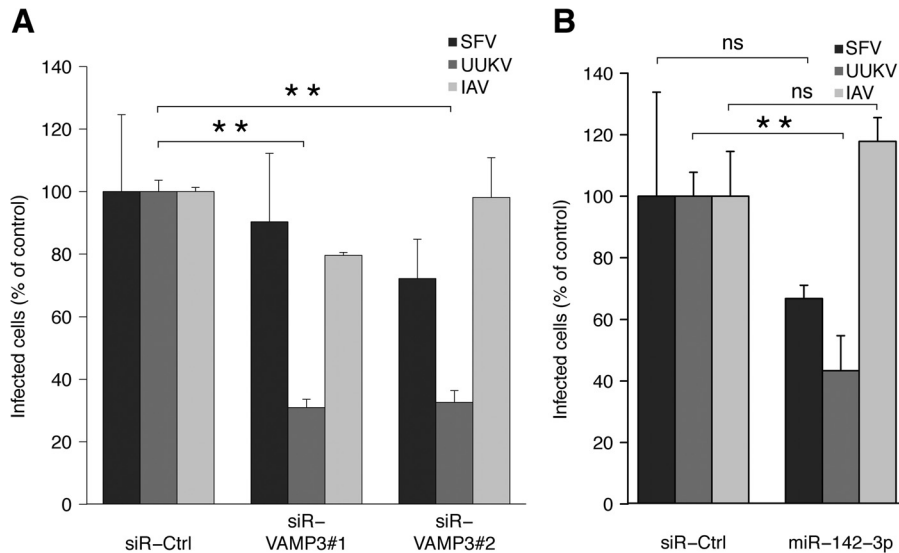 A
SFV
UUKV
IAV
140
120
100
80
60
40
20
0
Infected cells (% of control)
**
**
siR–Ctrl
siR–
VAMP3#1
siR–
VAMP3#2
B
SFV
UUKV
IAV
ns
ns
**
140
120
100
80
60
40
20
0
Infected cells (% of control)
siR–Ctrl
miR–142–3p